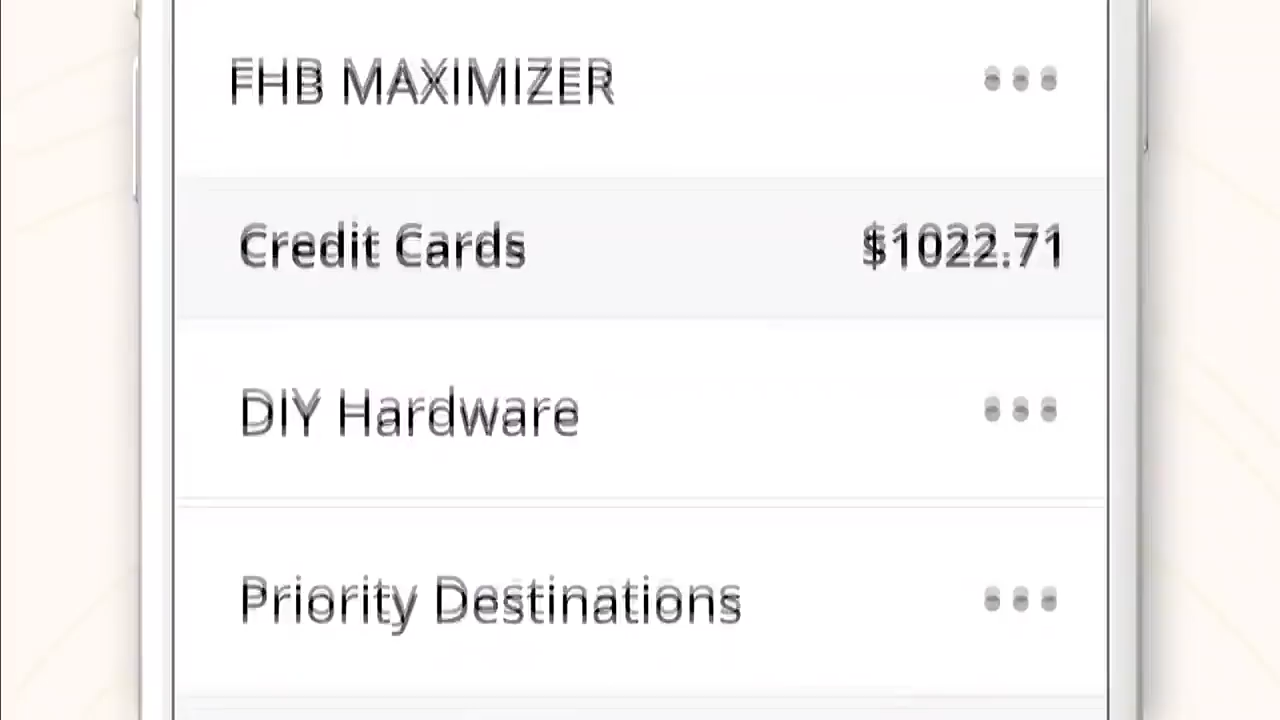 FHB MAXIMIZER
Credit Cards $1022.71
DIY Hardware
Priority Destinations